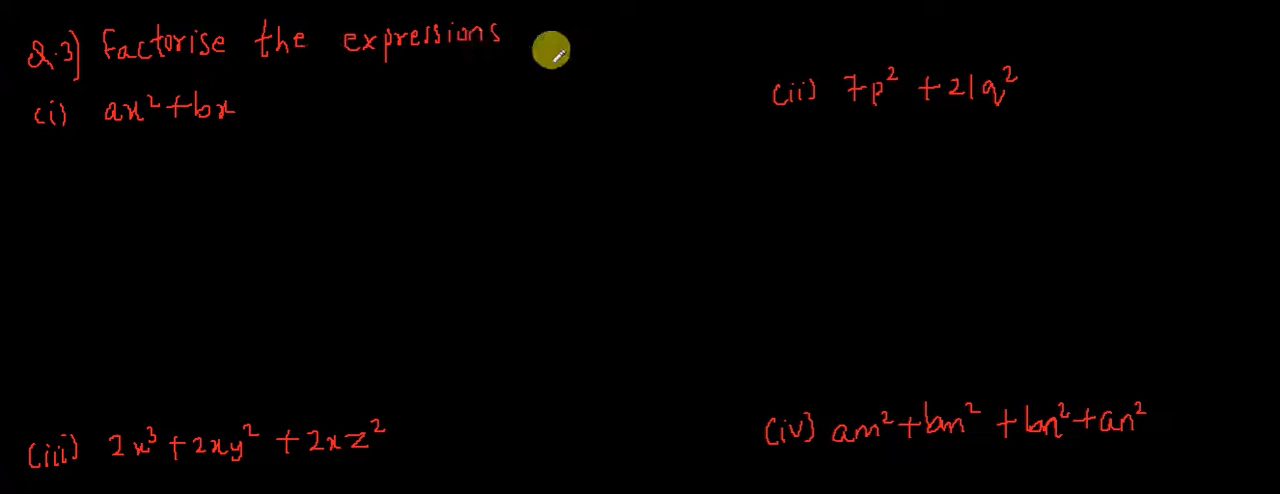 Q.3] Factorise the expressions
(i) ax² + bx
(ii) 7p² + 21q²
(iii) 2x³ + 2xy² + 2xz²
(iv) am² + bm² + bn² + an²